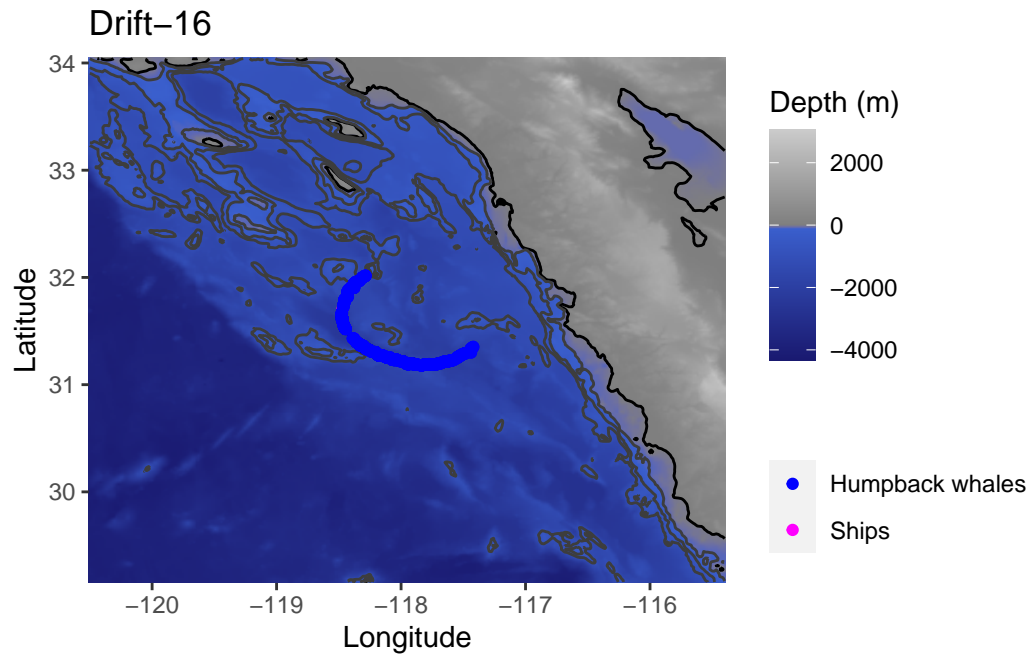 Drift−16
34
33
32
31
30
Latitude
−120
−119
−118
−117
−116
Longitude
Depth (m)
2000
0
−2000
−4000
Humpback whales
Ships